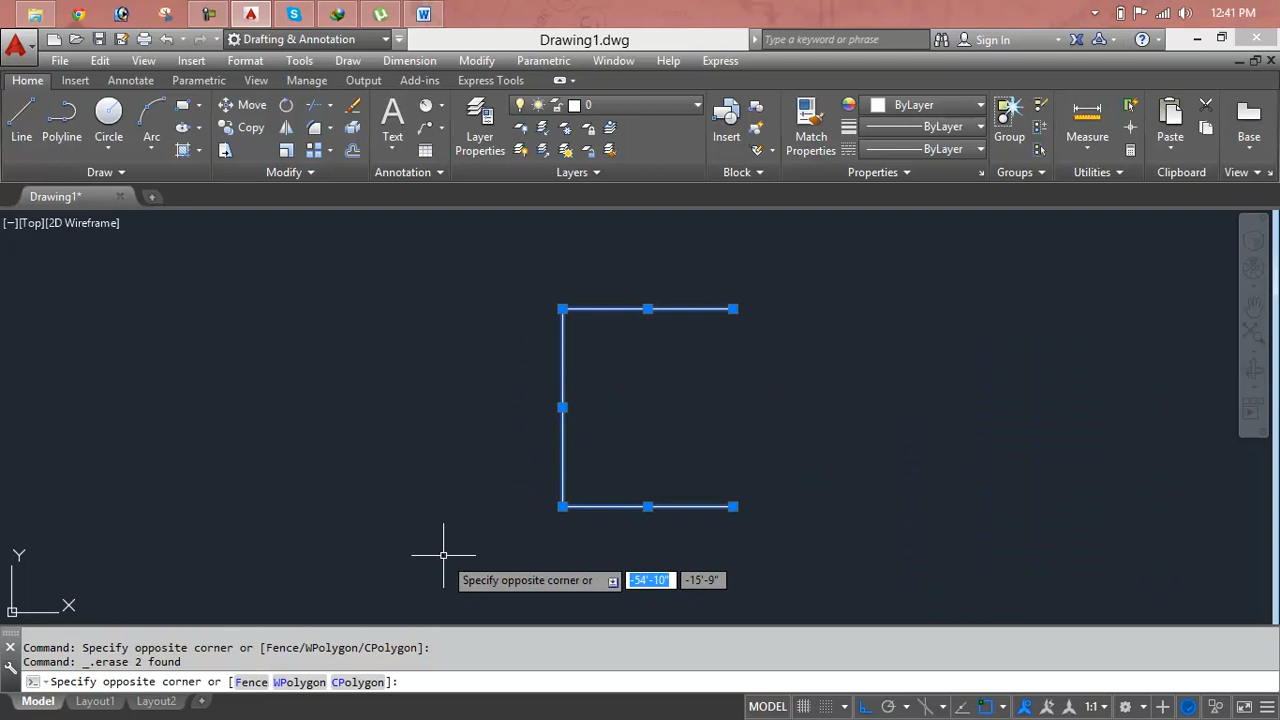 12:41 PM
Drafting & Annotation
Drawing1.dwg
Type a keyword or phrase
Sign In
File Edit View Insert Format Tools Draw Dimension Modify Parametric Window Help Express
Home Insert Annotate Parametric View Manage Output Add-ins Express Tools
Line Polyline Circle Arc
Move
Copy
Text
Layer
Properties
0
Insert
Match
Properties
ByLayer
ByLayer
ByLayer
Group
Measure
Paste
Base
Draw Modify Annotation Layers Block Properties Groups Utilities Clipboard View
Drawing1*
[−][Top][2D Wireframe]
Specify opposite corner or -54'-10" -15'-9"
Y
X
Command: Specify opposite corner or [Fence/WPolygon/CPolygon]:
Command: _.erase 2 found
Specify opposite corner or [Fence WPolygon CPolygon]:
Model Layout1 Layout2 +
MODEL
1:1